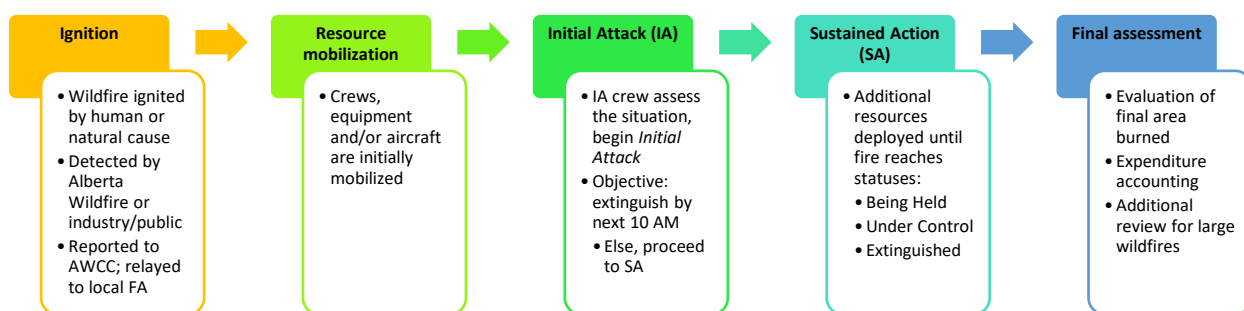 Ignition
• Wildfire ignited
by human or
natural cause
• Detected by
Alberta
Wildfire or
industry/public
• Reported to
AWCC; relayed
to local FA
Resource
mobilization
• Crews,
equipment
and/or aircraft
are initially
mobilized
Initial Attack (IA)
• IA crew assess
the situation,
begin Initial
Attack
• Objective:
extinguish by
next 10 AM
• Else, proceed
to SA
Sustained Action
(SA)
• Additional
resources
deployed until
fire reaches
statuses:
• Being Held
• Under Control
• Extinguished
Final assessment
• Evaluation of
final area
burned
• Expenditure
accounting
• Additional
review for large
wildfires